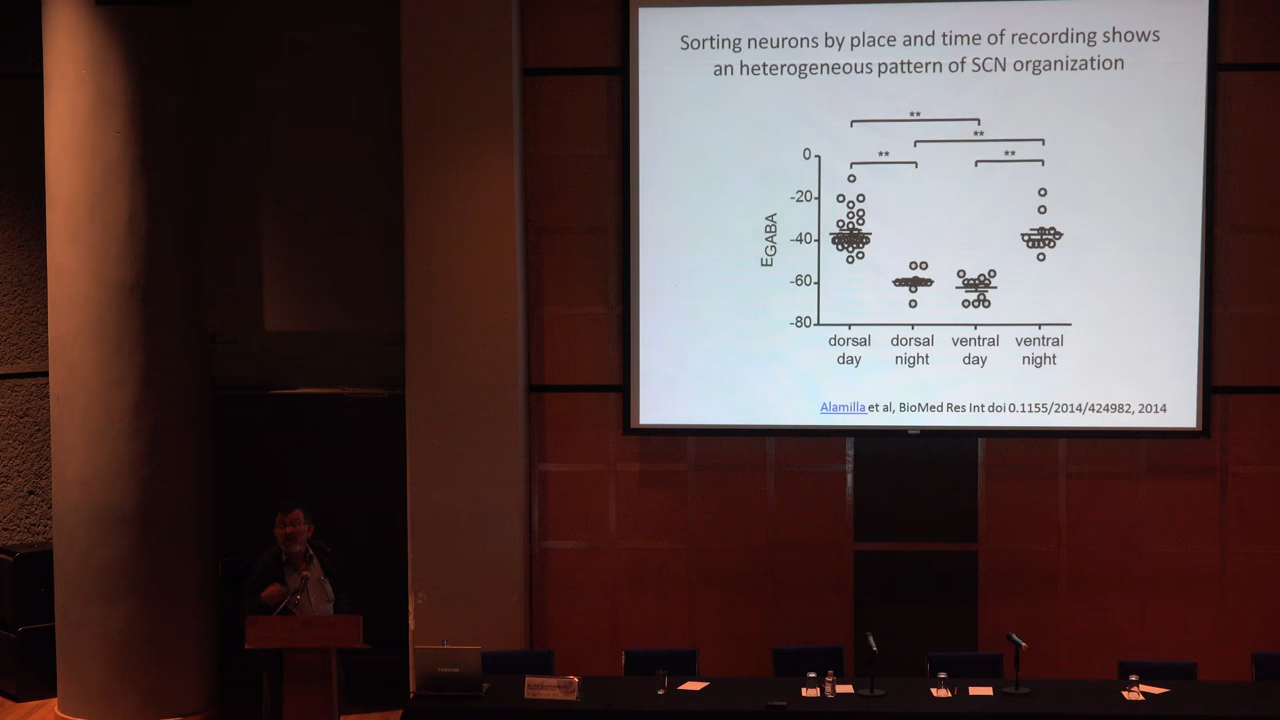 Sorting neurons by place and time of recording shows
an heterogeneous pattern of SCN organization
**
**
** **
0
-20
-40
-60
-80
EGABA
dorsal day
dorsal night
ventral day
ventral night
Alamilla et al, BioMed Res Int doi 0.1155/2014/424982, 2014
TOSHIBA